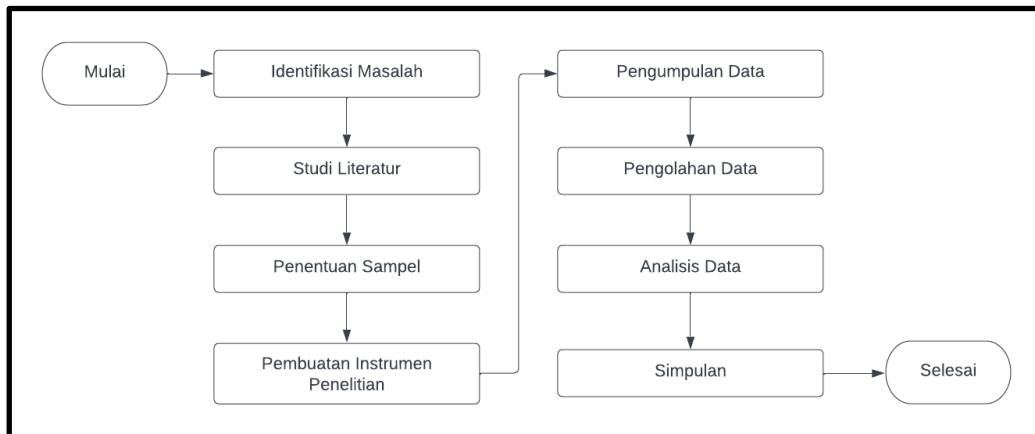 Mulai
Identifikasi Masalah
Studi Literatur
Penentuan Sampel
Pembuatan Instrumen
Penelitian
Pengumpulan Data
Pengolahan Data
Analisis Data
Simpulan
Selesai